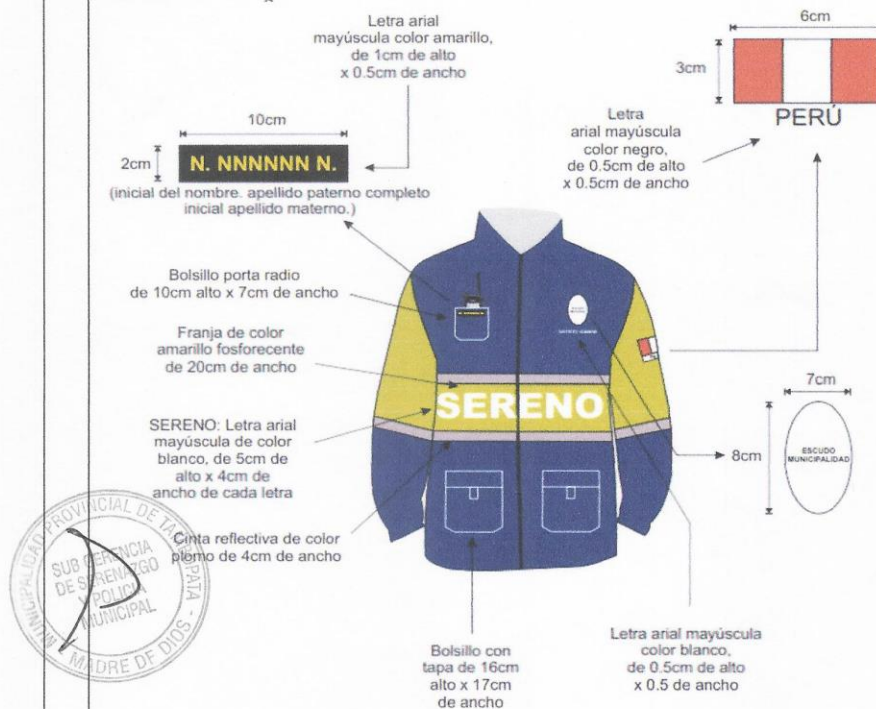 Letra arial
mayúscula color amarillo,
de 1cm de alto
x 0.5cm de ancho
6cm
3cm
PERÚ
Letra
arial mayúscula
color negro,
de 0.5cm de alto
x 0.5cm de ancho
10cm
2cm
N. NNNNNN N.
(inicial del nombre. apellido paterno completo
inicial apellido materno.)
Bolsillo porta radio
de 10cm alto x 7cm de ancho
Franja de color
amarillo fosforecente
de 20cm de ancho
SERENO
SERENO: Letra arial
mayúscula de color
blanco, de 5cm de
alto x 4cm de
ancho de cada letra
Cinta reflectiva de color
plomo de 4cm de ancho
7cm
8cm
ESCUDO
MUNICIPALIDAD
Bolsillo con
tapa de 16cm
alto x 17cm
de ancho
Letra arial mayúscula
color blanco,
de 0.5cm de alto
x 0.5 de ancho
MUNICIPALIDAD PROVINCIAL DE TAMBOPATA
SUB GERENCIA
DE SERENAZGO
Y POLICIA
MUNICIPAL
- MADRE DE DIOS -